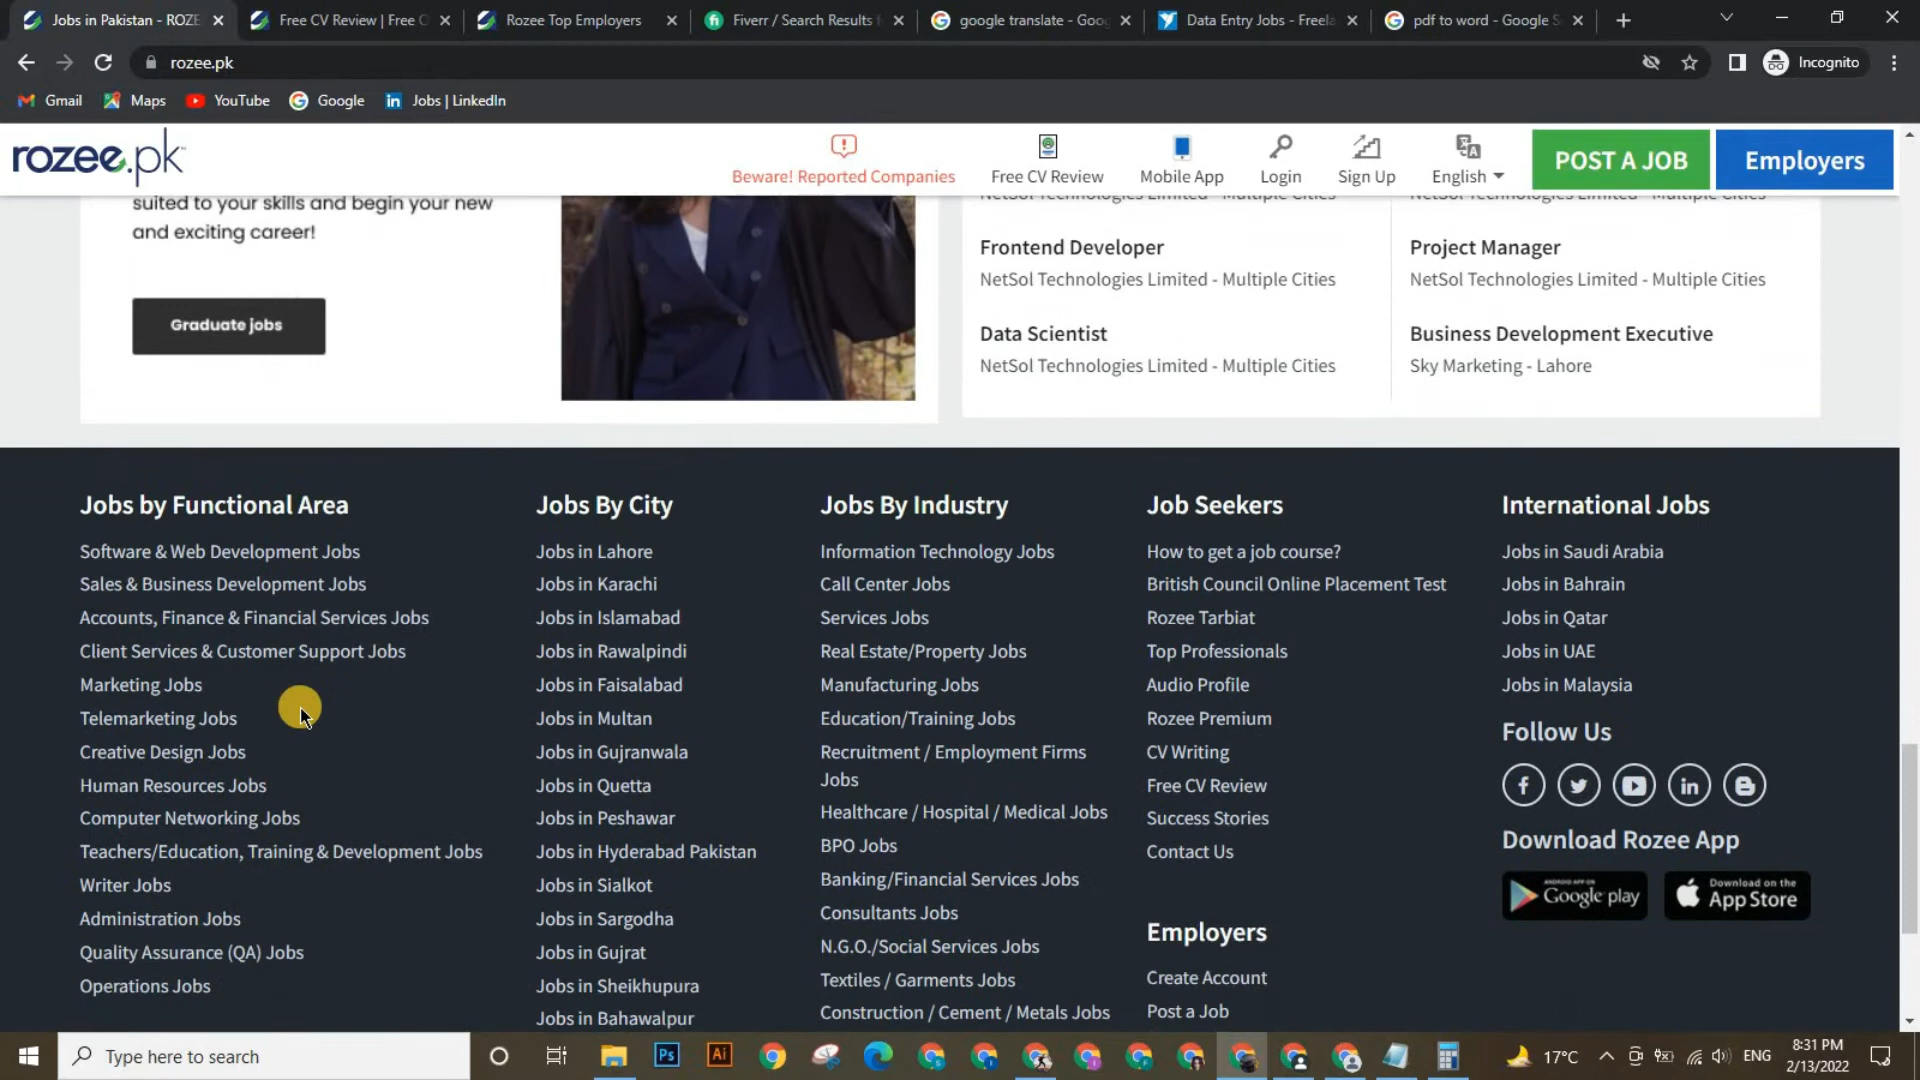 Jobs in Pakistan - ROZE
Free CV Review | Free C
Rozee Top Employers
Fiverr / Search Results f
google translate - Goog
Data Entry Jobs - Freela
pdf to word - Google S
rozee.pk
Incognito
Gmail
Maps
YouTube
Google
Jobs | LinkedIn
rozee.pk
Beware! Reported Companies
Free CV Review
Mobile App
Login
Sign Up
English
POST A JOB
Employers
suited to your skills and begin your new
and exciting career!
Graduate jobs
NetSol Technologies Limited - Multiple Cities
NetSol Technologies Limited - Multiple Cities
Frontend Developer
NetSol Technologies Limited - Multiple Cities
Project Manager
NetSol Technologies Limited - Multiple Cities
Data Scientist
NetSol Technologies Limited - Multiple Cities
Business Development Executive
Sky Marketing - Lahore
Jobs by Functional Area
Software & Web Development Jobs
Sales & Business Development Jobs
Accounts, Finance & Financial Services Jobs
Client Services & Customer Support Jobs
Marketing Jobs
Telemarketing Jobs
Creative Design Jobs
Human Resources Jobs
Computer Networking Jobs
Teachers/Education, Training & Development Jobs
Writer Jobs
Administration Jobs
Quality Assurance (QA) Jobs
Operations Jobs
Jobs By City
Jobs in Lahore
Jobs in Karachi
Jobs in Islamabad
Jobs in Rawalpindi
Jobs in Faisalabad
Jobs in Multan
Jobs in Gujranwala
Jobs in Quetta
Jobs in Peshawar
Jobs in Hyderabad Pakistan
Jobs in Sialkot
Jobs in Sargodha
Jobs in Gujrat
Jobs in Sheikhupura
Jobs in Bahawalpur
Jobs By Industry
Information Technology Jobs
Call Center Jobs
Services Jobs
Real Estate/Property Jobs
Manufacturing Jobs
Education/Training Jobs
Recruitment / Employment Firms
Jobs
Healthcare / Hospital / Medical Jobs
BPO Jobs
Banking/Financial Services Jobs
Consultants Jobs
N.G.O./Social Services Jobs
Textiles / Garments Jobs
Construction / Cement / Metals Jobs
Job Seekers
How to get a job course?
British Council Online Placement Test
Rozee Tarbiat
Top Professionals
Audio Profile
Rozee Premium
CV Writing
Free CV Review
Success Stories
Contact Us
Employers
Create Account
Post a Job
International Jobs
Jobs in Saudi Arabia
Jobs in Bahrain
Jobs in Qatar
Jobs in UAE
Jobs in Malaysia
Follow Us
Download Rozee App
ANDROID APP ON
Google play
Download on the
App Store
Type here to search
Ps
Ai
17°C
ENG
8:31 PM
2/13/2022